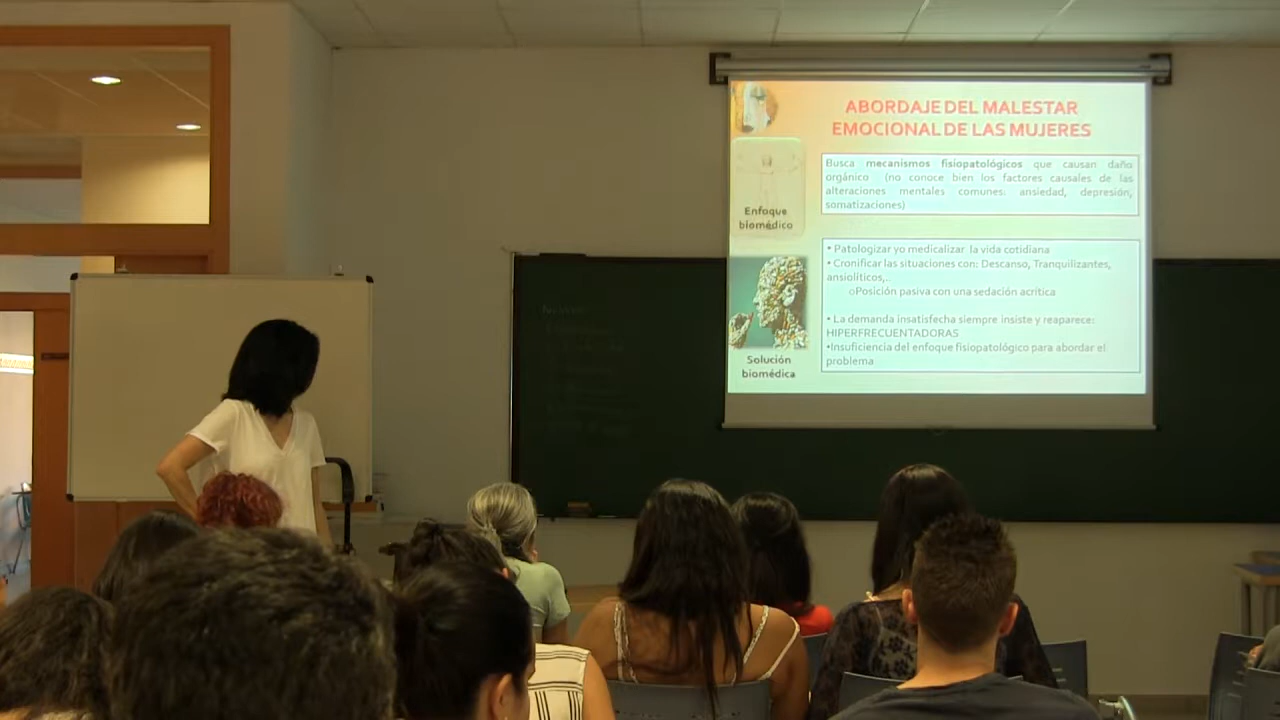 ABORDAJE DEL MALESTAR
EMOCIONAL DE LAS MUJERES
Enfoque
biomédico
Busca mecanismos fisiopatológicos que causan daño
orgánico (no conoce bien los factores causales de las
alteraciones mentales comunes: ansiedad, depresión,
somatizaciones)
• Patologizar yo medicalizar la vida cotidiana
• Cronificar las situaciones con: Descanso, Tranquilizantes,
ansiolíticos,..
oPosición pasiva con una sedación acrítica
• La demanda insatisfecha siempre insiste y reaparece:
HIPERFRECUENTADORAS
•Insuficiencia del enfoque fisiopatológico para abordar el
problema
Solución
biomédica